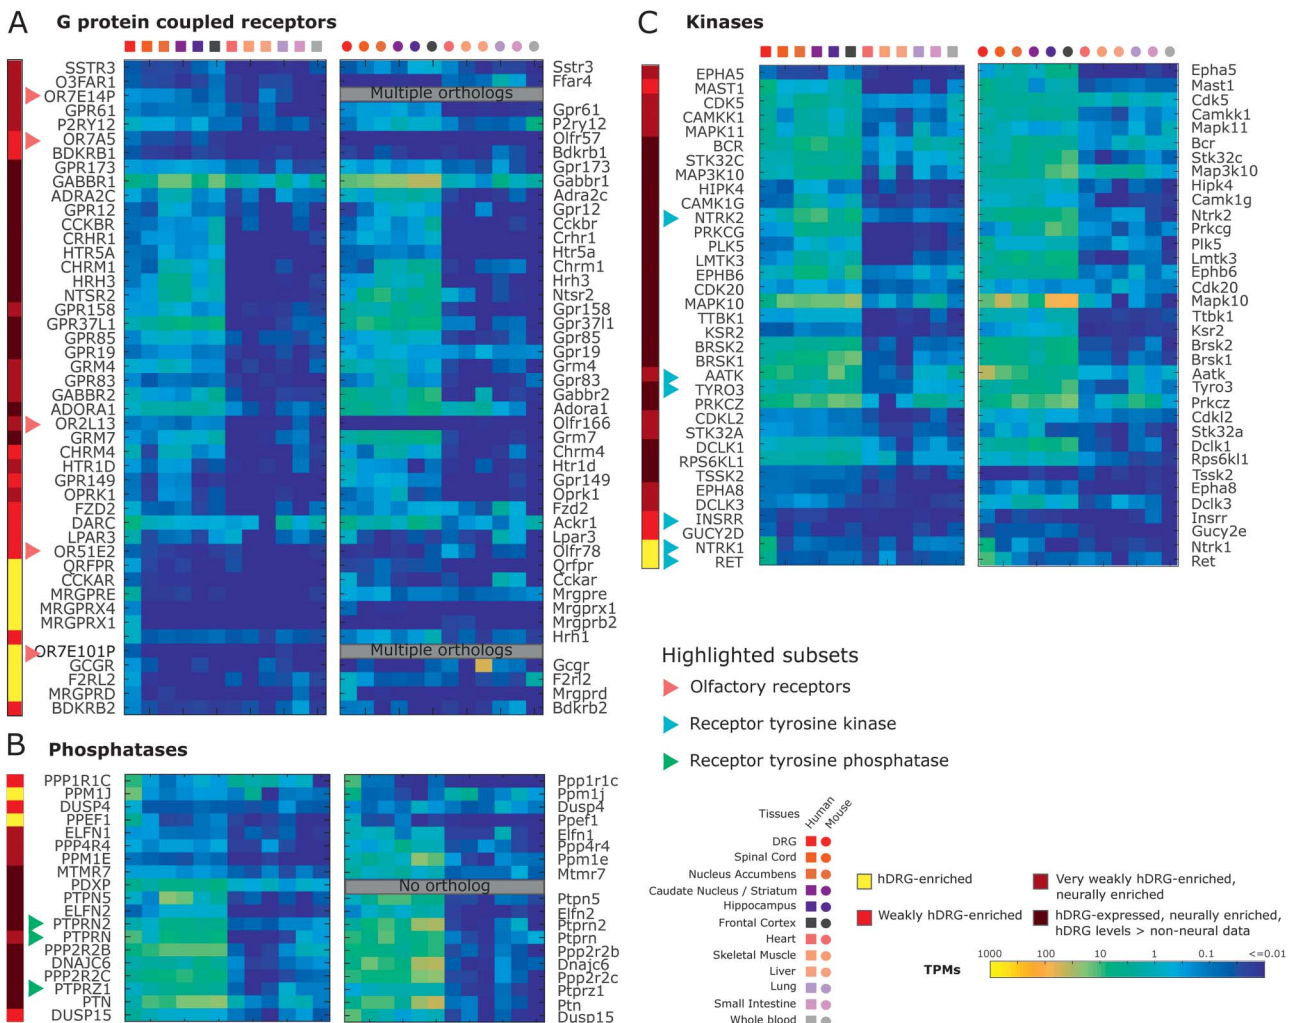 A
G protein coupled receptors
SSTR3
O3FAR1
OR7E14P
GPR61
P2RY12
OR7A5
BDKRB1
GPR173
GABBR1
ADRA2C
GPR12
CCKBR
CRHR1
HTR5A
CHRM1
HRH3
NTSR2
GPR158
GPR37L1
GPR85
GPR19
GRM4
GPR83
GABBR2
ADORA1
OR2L13
GRM7
CHRM4
HTR1D
GPR149
OPRK1
FZD2
DARC
LPAR3
OR51E2
QRFPR
CCKAR
MRGPRE
MRGPRX4
MRGPRX1
OR7E101P
GCGR
F2RL2
MRGPRD
BDKRB2
Sstr3
Ffar4
Multiple orthologs
Gpr61
P2ry12
Olfr57
Bdkrb1
Gpr173
Gabbr1
Adra2c
Gpr12
Cckbr
Crhr1
Htr5a
Chrm1
Hrh3
Ntsr2
Gpr158
Gpr37l1
Gpr85
Gpr19
Grm4
Gpr83
Gabbr2
Adora1
Olfr166
Grm7
Chrm4
Htr1d
Gpr149
Oprk1
Fzd2
Ackr1
Lpar3
Olfr78
Qrfpr
Cckar
Mrgpre
Mrgprx1
Mrgprb2
Hrh1
Multiple orthologs
Gcgr
F2rl2
Mrgprd
Bdkrb2
B
Phosphatases
PPP1R1C
PPM1J
DUSP4
PPEF1
ELFN1
PPP4R4
PPM1E
MTMR7
PDXP
PTPN5
ELFN2
PTPRN2
PTPRN
PPP2R2B
DNAJC6
PPP2R2C
PTPRZ1
PTN
DUSP15
Ppp1r1c
Ppm1j
Dusp4
Ppef1
Elfn1
Ppp4r4
Ppm1e
Mtmr7
No ortholog
Ptpn5
Elfn2
Ptprn2
Ptprn
Ppp2r2b
Dnajc6
Ppp2r2c
Ptprz1
Ptn
Dusp15
C
Kinases
EPHA5
MAST1
CDK5
CAMKK1
MAPK11
BCR
STK32C
MAP3K10
HIPK4
CAMK1G
NTRK2
PRKCG
PLK5
LMTK3
EPHB6
CDK20
MAPK10
TTBK1
KSR2
BRSK2
BRSK1
AATK
TYRO3
PRKCZ
CDKL2
STK32A
DCLK1
RPS6KL1
TSSK2
EPHA8
DCLK3
INSRR
GUCY2D
NTRK1
RET
Epha5
Mast1
Cdk5
Camkk1
Mapk11
Bcr
Stk32c
Map3k10
Hipk4
Camk1g
Ntrk2
Prkcg
Plk5
Lmtk3
Ephb6
Cdk20
Mapk10
Ttbk1
Ksr2
Brsk2
Brsk1
Aatk
Tyro3
Prkcz
Cdkl2
Stk32a
Dclk1
Rps6kl1
Tssk2
Epha8
Dclk3
Insrr
Gucy2e
Ntrk1
Ret
Highlighted subsets
Olfactory receptors
Receptor tyrosine kinase
Receptor tyrosine phosphatase
Tissues Human Mouse
DRG
Spinal Cord
Nucleus Accumbens
Caudate Nucleus / Striatum
Hippocampus
Frontal Cortex
Heart
Skeletal Muscle
Liver
Lung
Small Intestine
Whole blood
hDRG-enriched
Weakly hDRG-enriched
Very weakly hDRG-enriched,
neurally enriched
hDRG-expressed, neurally enriched,
hDRG levels > non-neural data
TPMs
1000 100 10 1 0.1 <=0.01